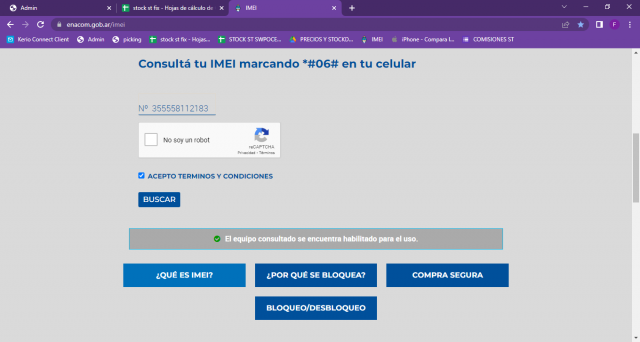 Admin
stock st fix - Hojas de cálculo de
IMEI
enacom.gob.ar/imei
Kerio Connect Client
Admin
picking
stock st fix - Hojas...
STOCK ST SWPOCE...
PRECIOS Y STOCKD...
IMEI
iPhone - Compara l...
COMISIONES ST
Consultá tu IMEI marcando *#06# en tu celular
Nº 355558112183
No soy un robot
reCAPTCHA
Privacidad - Términos
ACEPTO TERMINOS Y CONDICIONES
BUSCAR
El equipo consultado se encuentra habilitado para el uso.
¿QUÉ ES IMEI?
¿POR QUÉ SE BLOQUEA?
COMPRA SEGURA
BLOQUEO/DESBLOQUEO